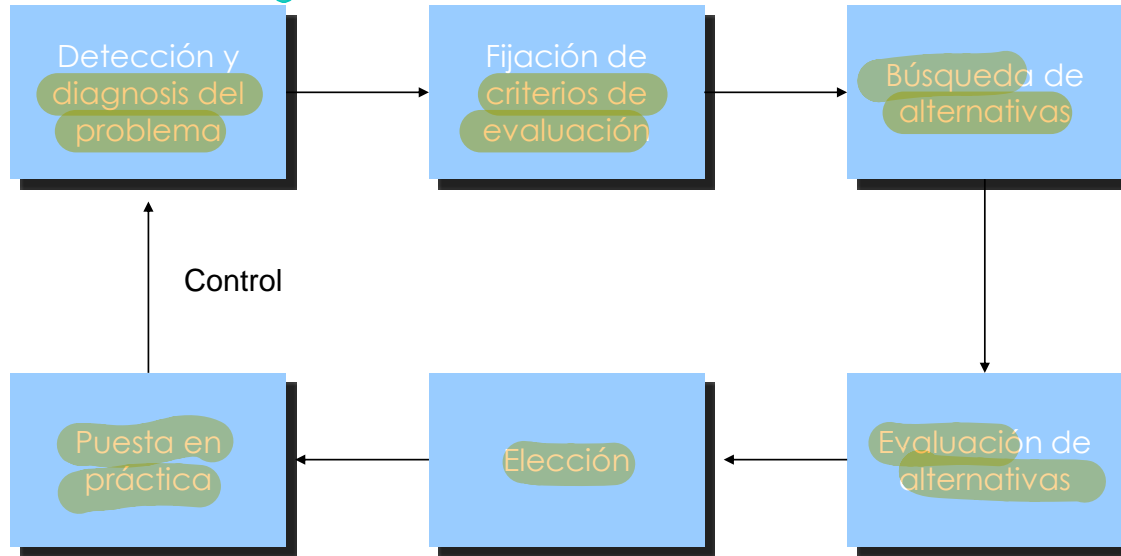 Detección y
diagnosis del
problema
Fijación de
criterios de
evaluación
Búsqueda de
alternativas
Control
Puesta en
práctica
Elección
Evaluación de
alternativas